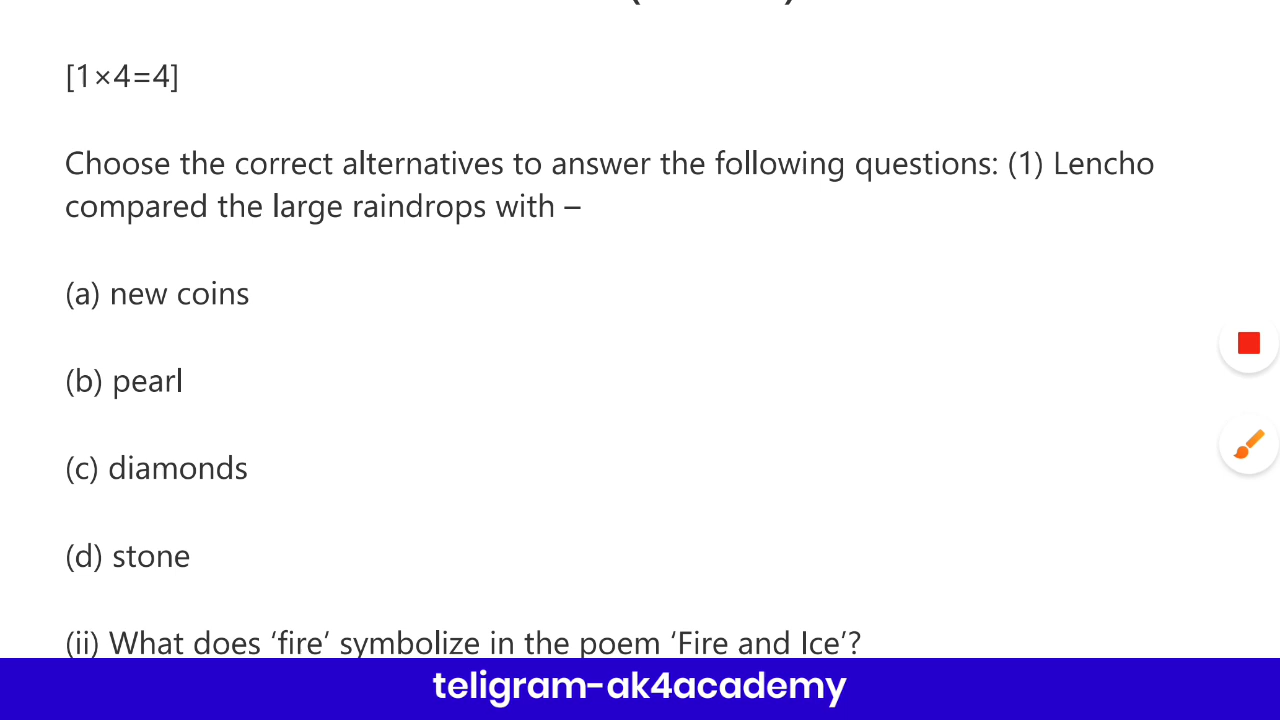 [1×4=4]
Choose the correct alternatives to answer the following questions: (1) Lencho
compared the large raindrops with –
(a) new coins
(b) pearl
(c) diamonds
(d) stone
(ii) What does ‘fire’ symbolize in the poem ‘Fire and Ice’?
teligram-ak4academy